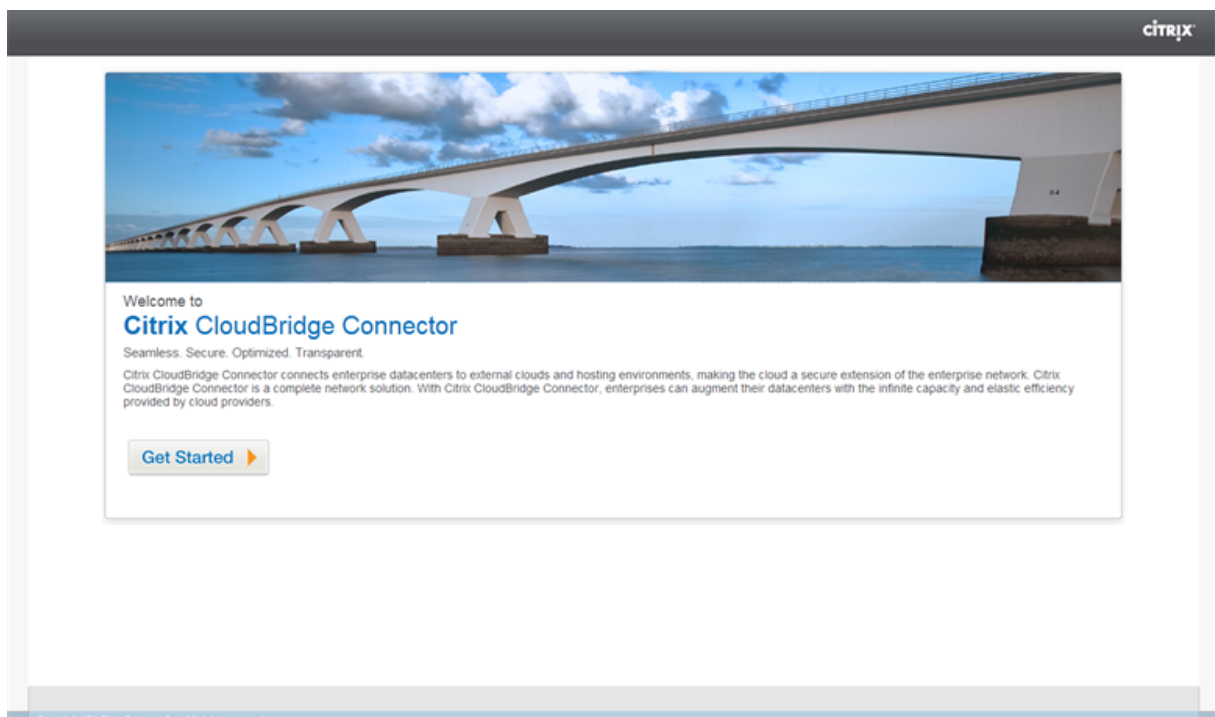 CİTRIX
54
Welcome to
Citrix CloudBridge Connector
Seamless. Secure. Optimized. Transparent.
Citrix CloudBridge Connector connects enterprise datacenters to external clouds and hosting environments, making the cloud a secure extension of the enterprise network. Citrix
CloudBridge Connector is a complete network solution. With Citrix CloudBridge Connector, enterprises can augment their datacenters with the infinite capacity and elastic efficiency
provided by cloud providers.
Get Started